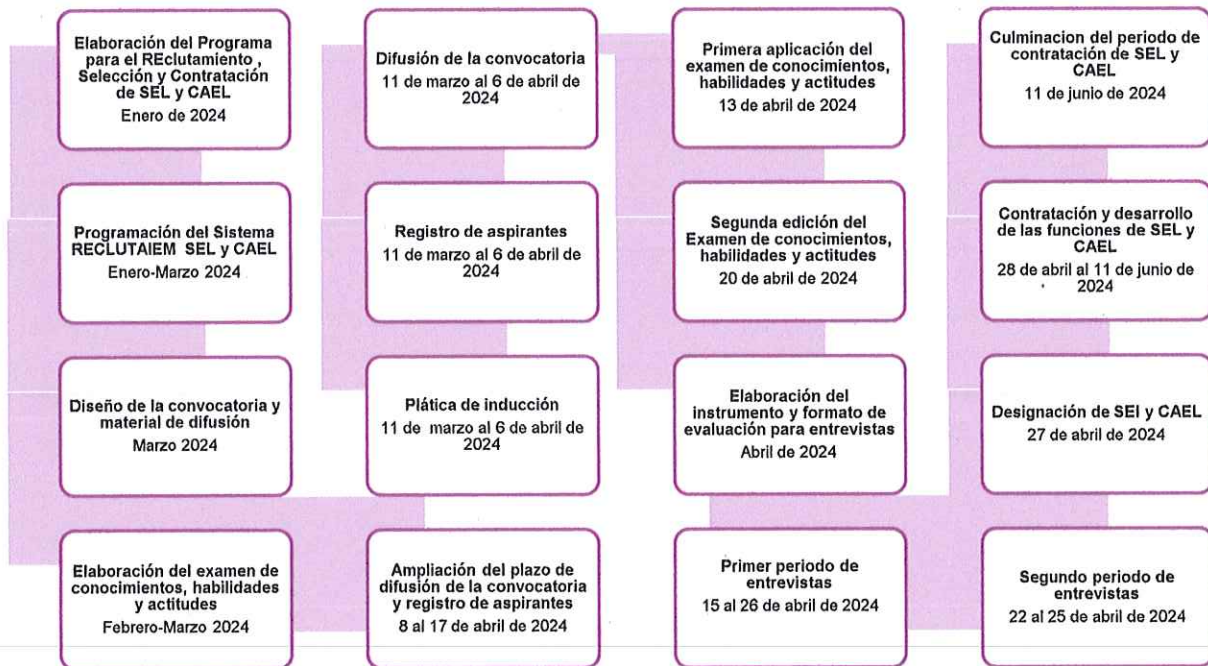 Elaboración del Programa
para el REclutamiento ,
Selección y Contratación
de SEL y CAEL
Enero de 2024
Programación del Sistema
RECLUTAIEM SEL y CAEL
Enero-Marzo 2024
Diseño de la convocatoria y
material de difusión
Marzo 2024
Elaboración del examen de
conocimientos, habilidades
y actitudes
Febrero-Marzo 2024
Difusión de la convocatoria
11 de marzo al 6 de abril de
2024
Registro de aspirantes
11 de marzo al 6 de abril de
2024
Plática de inducción
11 de marzo al 6 de abril de
2024
Ampliación del plazo de
difusión de la convocatoria
y registro de aspirantes
8 al 17 de abril de 2024
Primera aplicación del
examen de conocimientos,
habilidades y actitudes
13 de abril de 2024
Segunda edición del
Examen de conocimientos,
habilidades y actitudes
20 de abril de 2024
Elaboración del
instrumento y formato de
evaluación para entrevistas
Abril de 2024
Primer periodo de
entrevistas
15 al 26 de abril de 2024
Culminacion del periodo de
contratación de SEL y
CAEL
11 de junio de 2024
Contratación y desarrollo
de las funciones de SEL y
CAEL
28 de abril al 11 de junio de
2024
Designación de SEl y CAEL
27 de abril de 2024
Segundo periodo de
entrevistas
22 al 25 de abril de 2024